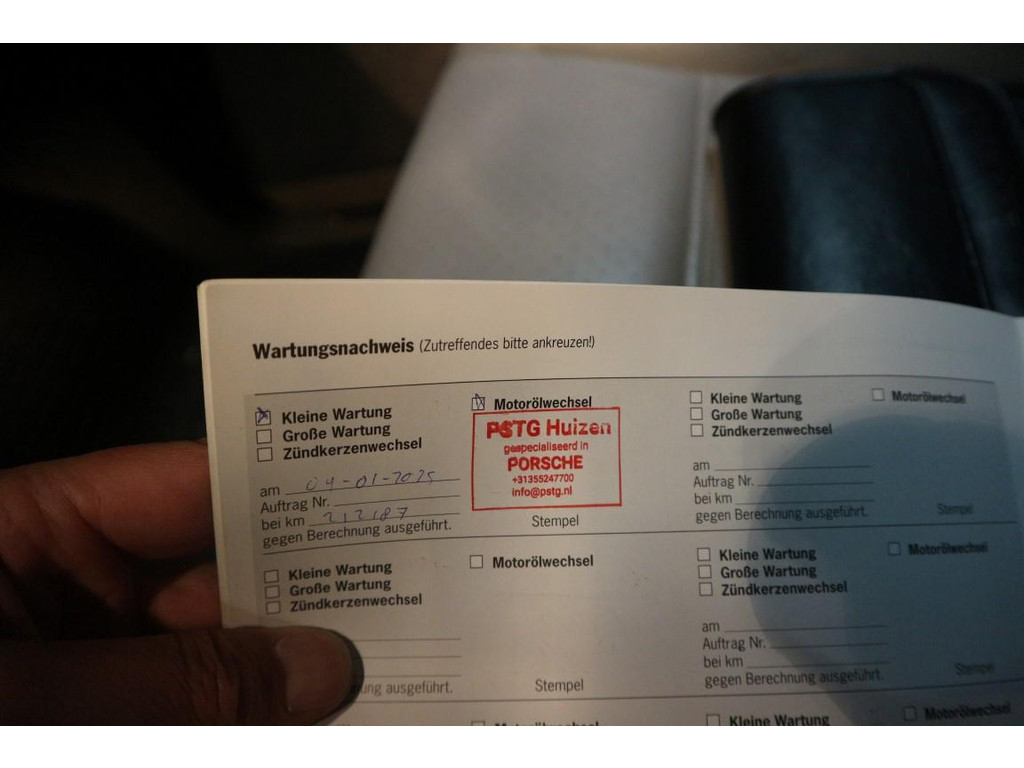 Wartungsnachweis (Zutreffendes bitte ankreuzen!)
Kleine Wartung
Große Wartung
Zündkerzenwechsel
Motorölwechsel
PSTG Huizen
gespecialiseerd in
PORSCHE
+31355247700
info@pstg.nl
am 04-01-2025
Auftrag Nr.
bei km 212187
gegen Berechnung ausgeführt.
Stempel
Kleine Wartung
Große Wartung
Zündkerzenwechsel
Motorölwechsel
am
Auftrag Nr.
bei km
gegen Berechnung ausgeführt.
Stempel
Kleine Wartung
Große Wartung
Zündkerzenwechsel
Motorölwechsel
ausgeführt.
Stempel
Kleine Wartung
Große Wartung
Zündkerzenwechsel
Motorölwechsel
am
Auftrag Nr.
bei km
gegen Berechnung ausgeführt.
Stempel
Motorölwechsel
Kleine Wartung
Motorölwechsel